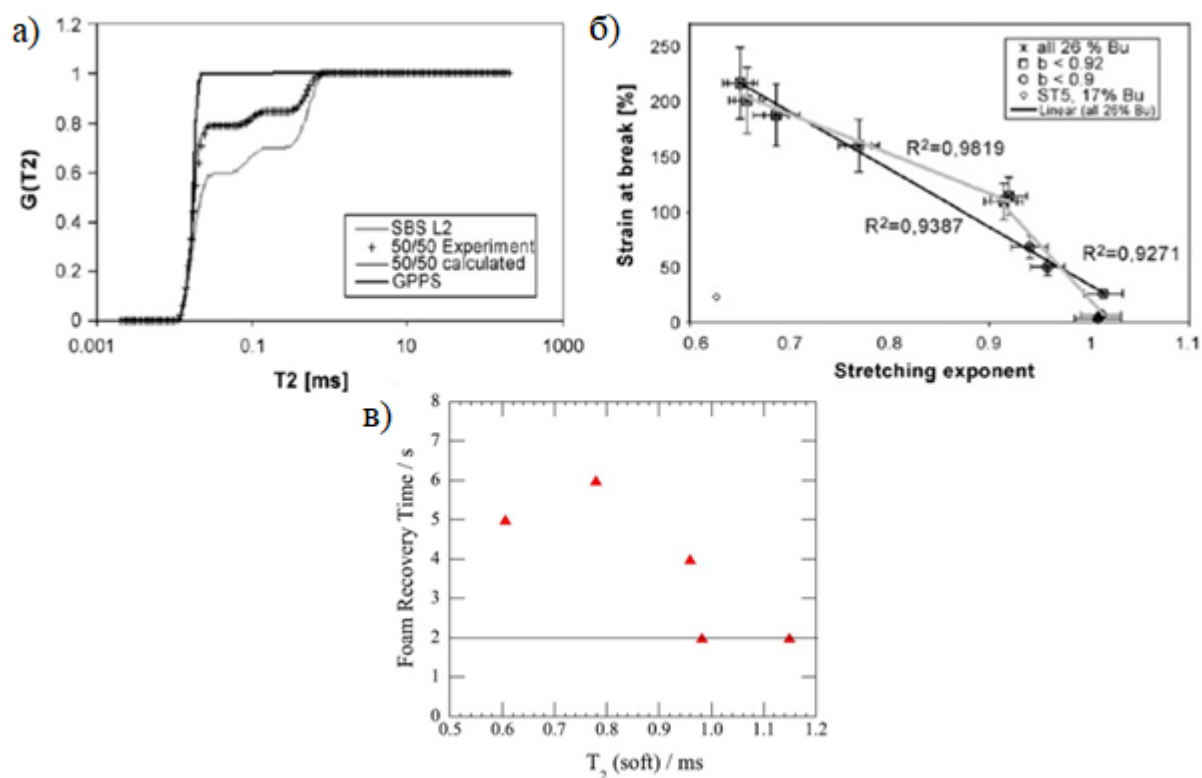 а)
1.2
1
0.8
0.6
0.4
0.2
0
G(T2)
SBS L2
50/50 Experiment
50/50 calculated
GPPS
0.001
0.1
10
1000
T2 [ms]
б)
250
200
150
100
50
0
Strain at break [%]
all 26 % Bu
b < 0.92
b < 0.9
ST5, 17% Bu
Linear (all 26% Bu)
R²=0,9819
R²=0,9387
R²=0,9271
0.6
0.7
0.8
0.9
1
1.1
Stretching exponent
в)
8
7
6
5
4
3
2
1
0
Foam Recovery Time / s
0.5
0.6
0.7
0.8
0.9
1.0
1.1
1.2
T₂ (soft) / ms